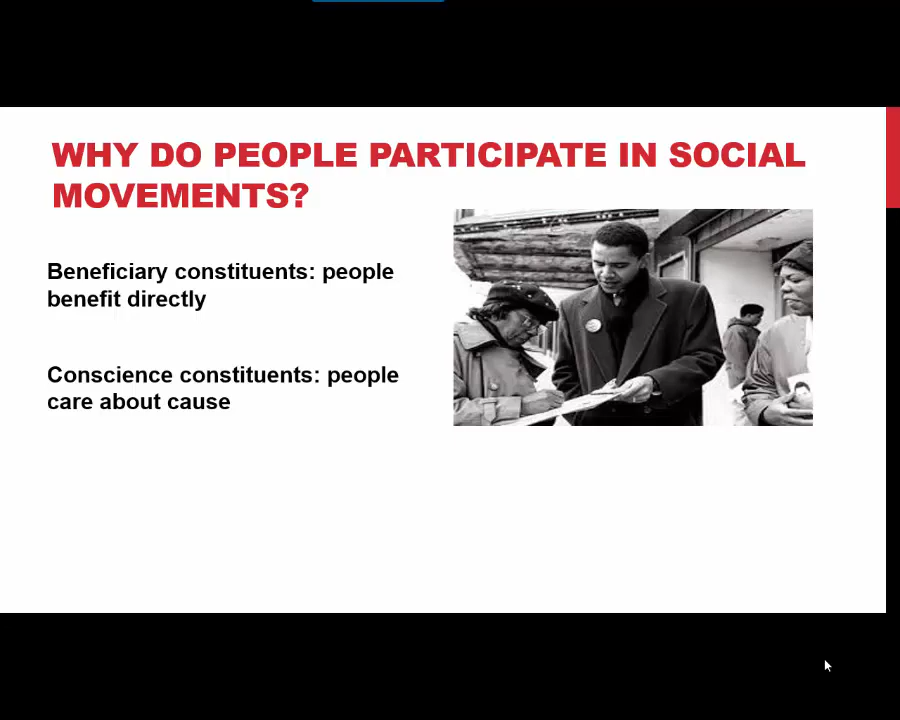 WHY DO PEOPLE PARTICIPATE IN SOCIAL
MOVEMENTS?
Beneficiary constituents: people
benefit directly
Conscience constituents: people
care about cause